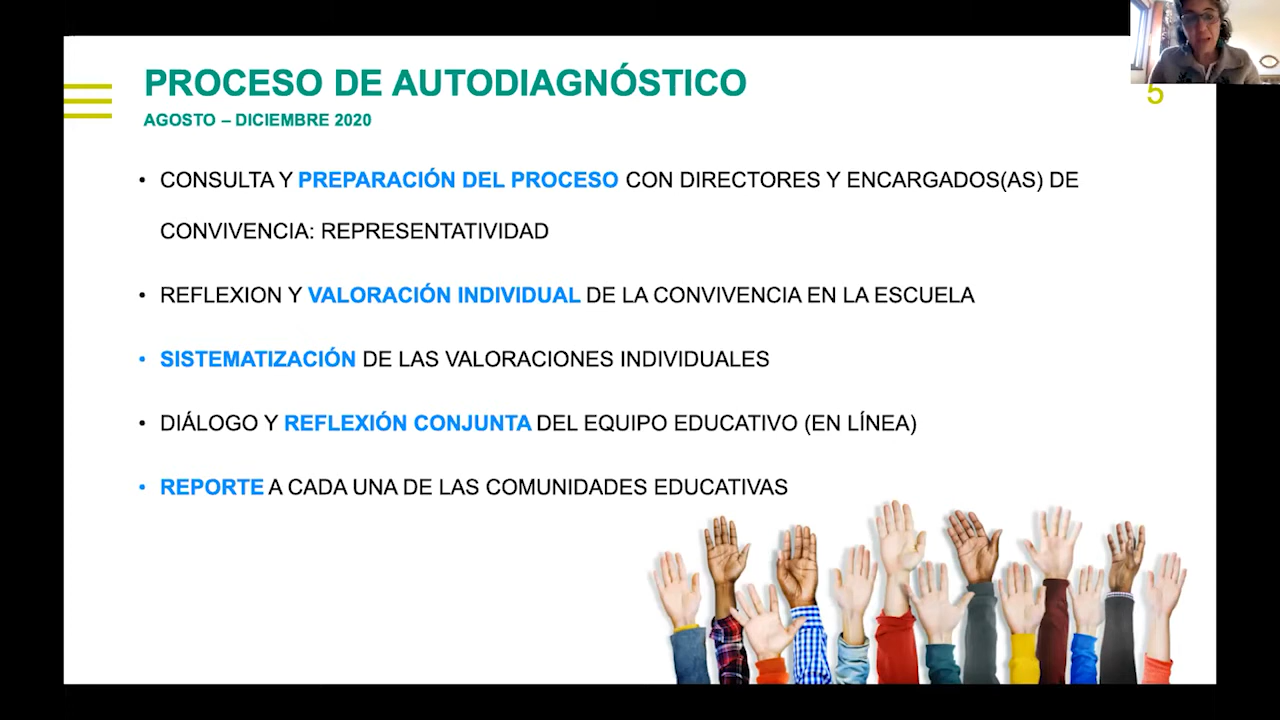 PROCESO DE AUTODIAGNÓSTICO
AGOSTO – DICIEMBRE 2020
5
• CONSULTA Y PREPARACIÓN DEL PROCESO CON DIRECTORES Y ENCARGADOS(AS) DE
CONVIVENCIA: REPRESENTATIVIDAD
• REFLEXION Y VALORACIÓN INDIVIDUAL DE LA CONVIVENCIA EN LA ESCUELA
• SISTEMATIZACIÓN DE LAS VALORACIONES INDIVIDUALES
• DIÁLOGO Y REFLEXIÓN CONJUNTA DEL EQUIPO EDUCATIVO (EN LÍNEA)
• REPORTE A CADA UNA DE LAS COMUNIDADES EDUCATIVAS